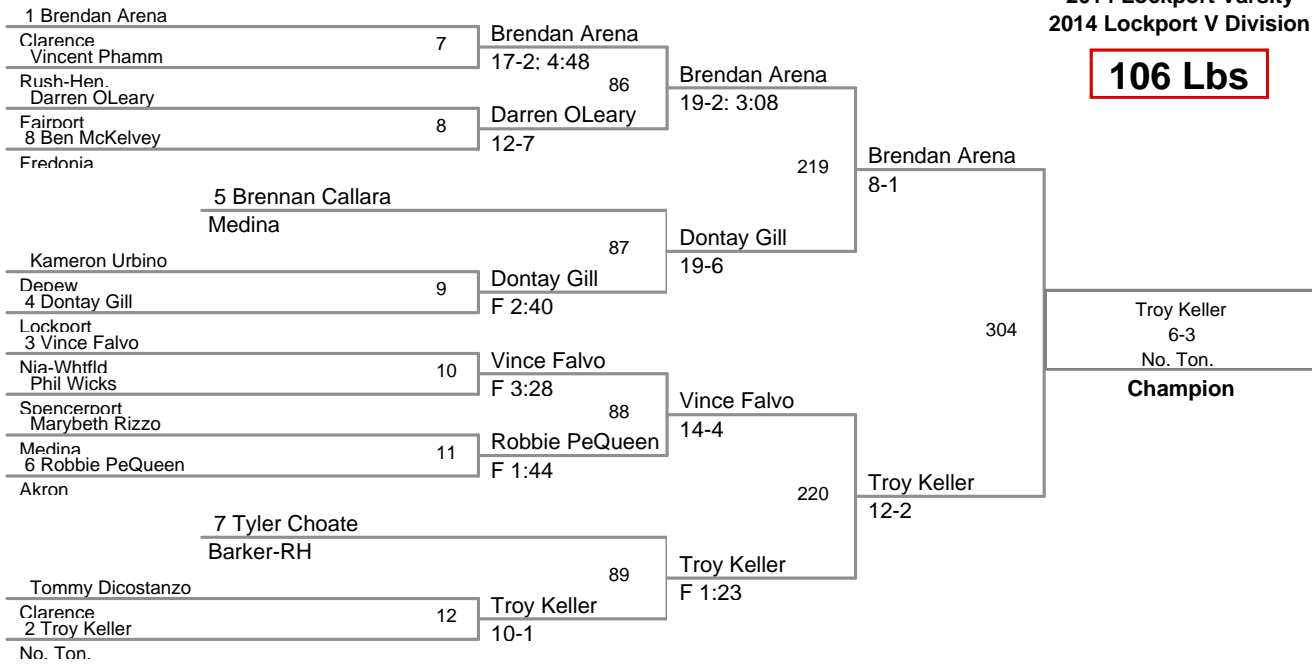 2014 Lockport Varsity
2014 Lockport V Division
106 Lbs
1 Brendan Arena
Clarence
7
Vincent Phamm
Rush-Hen.
Brendan Arena
17-2; 4:48
86
Darren OLeary
Fairport
8
8 Ben McKelvey
Fredonia
Darren OLeary
12-7
Brendan Arena
19-2; 3:08
219
5 Brennan Callara
Medina
87
Kameron Urbino
Depew
9
4 Dontay Gill
Lockport
Dontay Gill
F 2:40
Dontay Gill
19-6
Brendan Arena
8-1
304
3 Vince Falvo
Nia-Whtfld
10
Phil Wicks
Spencerport
Vince Falvo
F 3:28
88
Marybeth Rizzo
Medina
11
6 Robbie PeQueen
Akron
Robbie PeQueen
F 1:44
Vince Falvo
14-4
220
7 Tyler Choate
Barker-RH
89
Tommy Dicostanzo
Clarence
12
2 Troy Keller
No. Ton.
Troy Keller
10-1
Troy Keller
F 1:23
Troy Keller
12-2
Troy Keller
6-3
No. Ton.
Champion